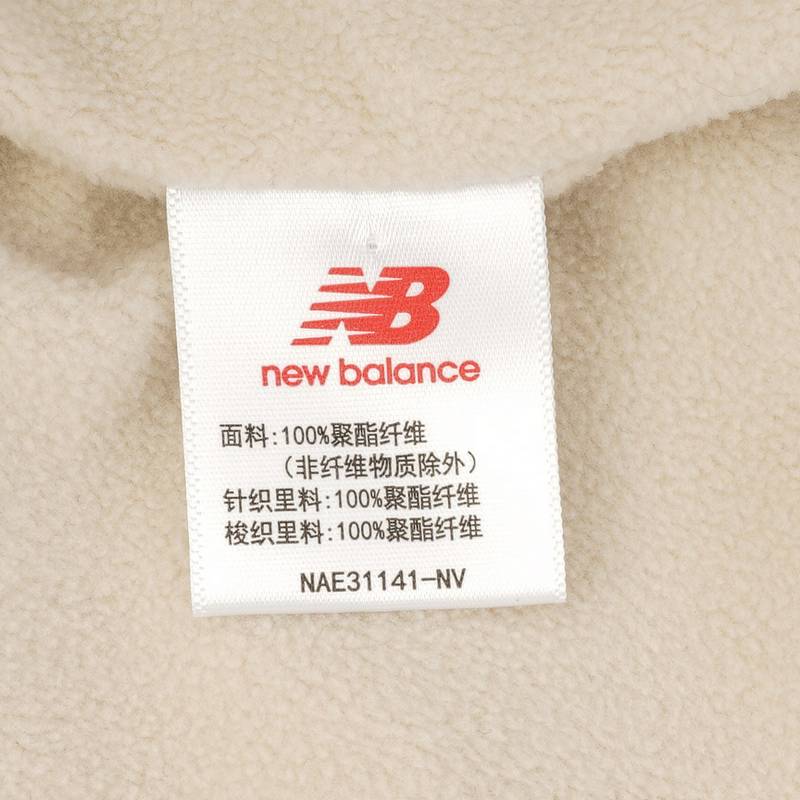 NB
new balance
面料:100%聚酯纤维
（非纤维物质除外）
针织里料:100%聚酯纤维
梭织里料:100%聚酯纤维
NAE31141-NV